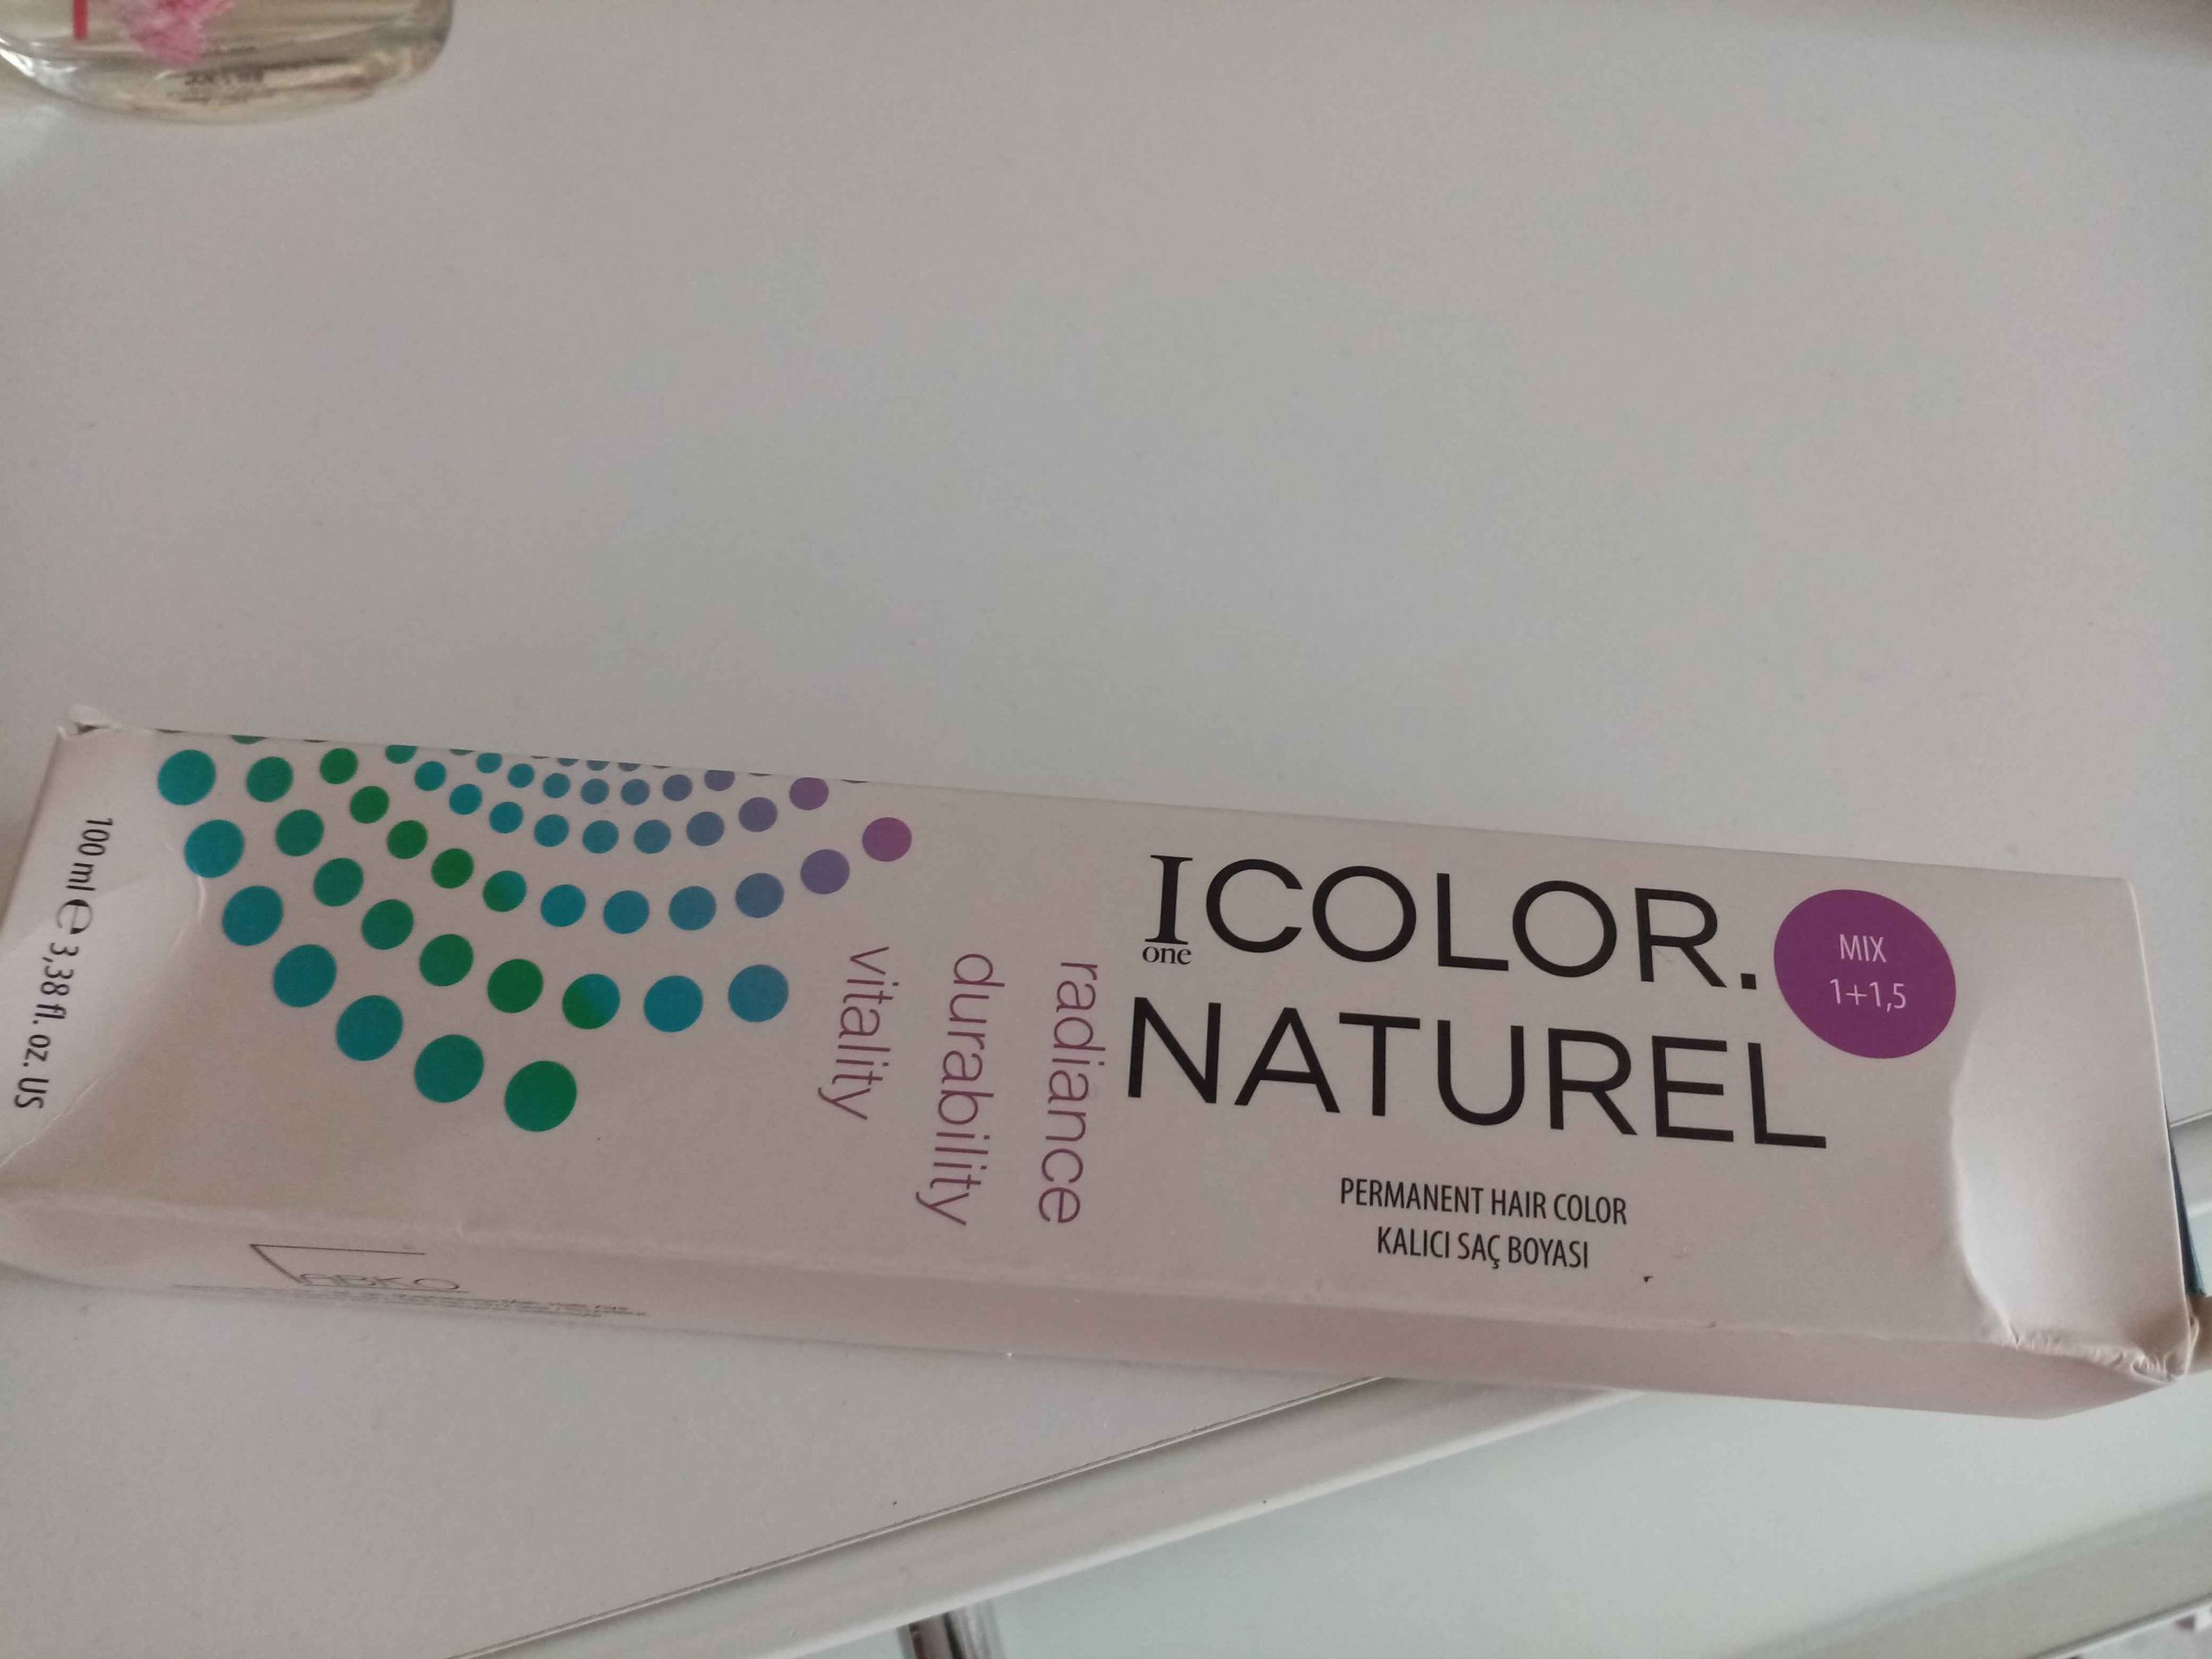 I COLOR.
one
NATUREL
MIX
1+1,5
PERMANENT HAIR COLOR
KALICI SAÇ BOYASI
radiance
durability
vitality
100 ml e 3,38 fl. oz. US